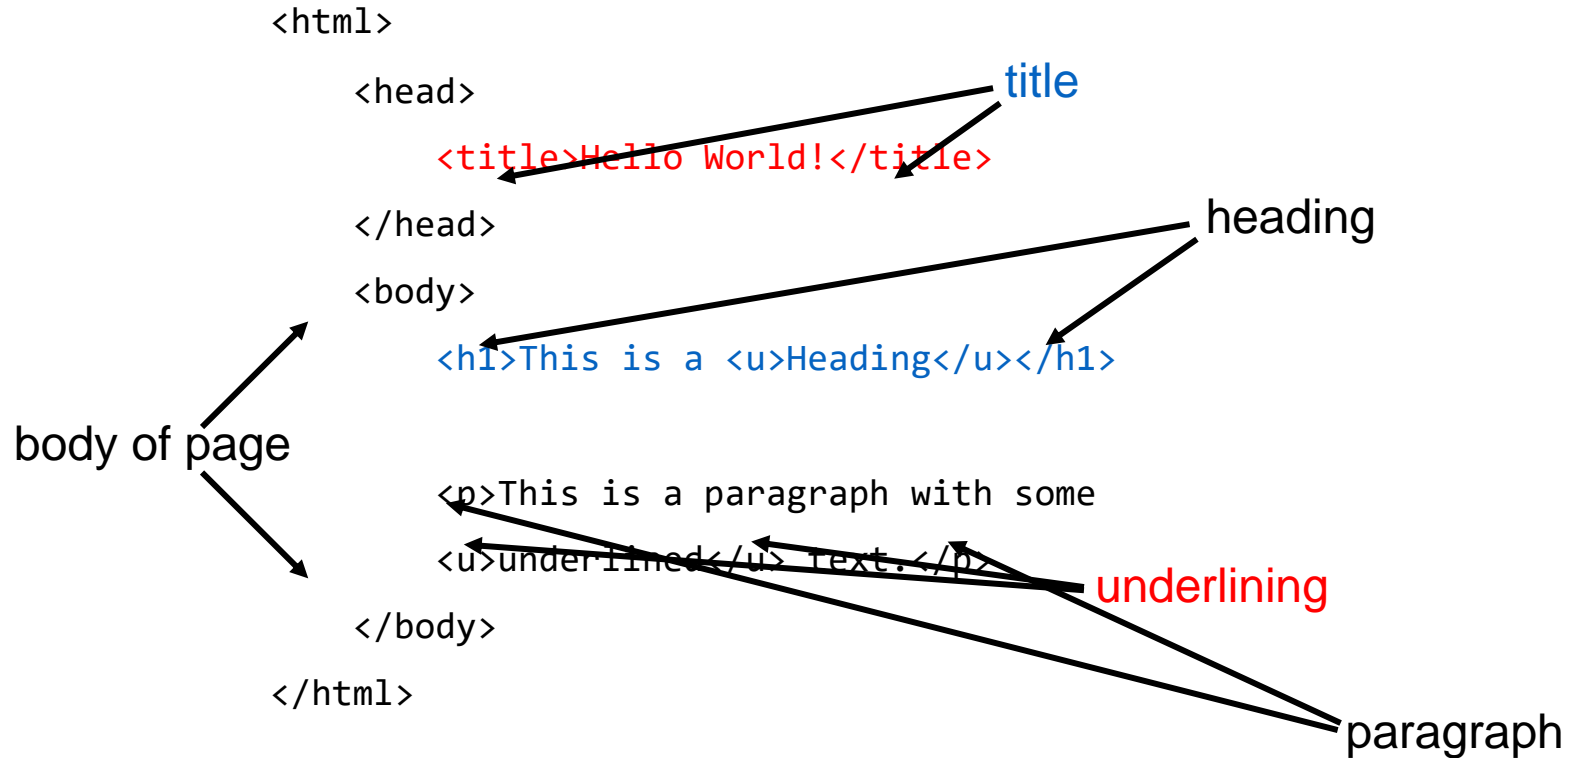 <html>
<head>
title
<title>Hello World!</title>
</head>
heading
<body>
<h1>This is a <u>Heading</u></h1>
body of page
<p>This is a paragraph with some
<u>underlined</u> text.</p>
underlining
</body>
</html>
paragraph